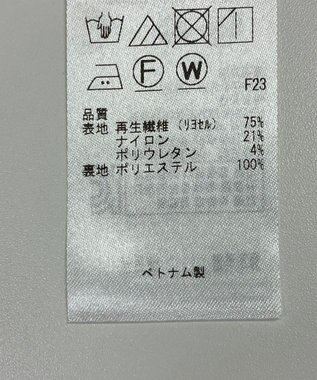 F W
F23
品質
表地 再生繊維 (リヨセル) 75%
ナイロン 21%
ポリウレタン 4%
裏地 ポリエステル 100%
ベトナム製